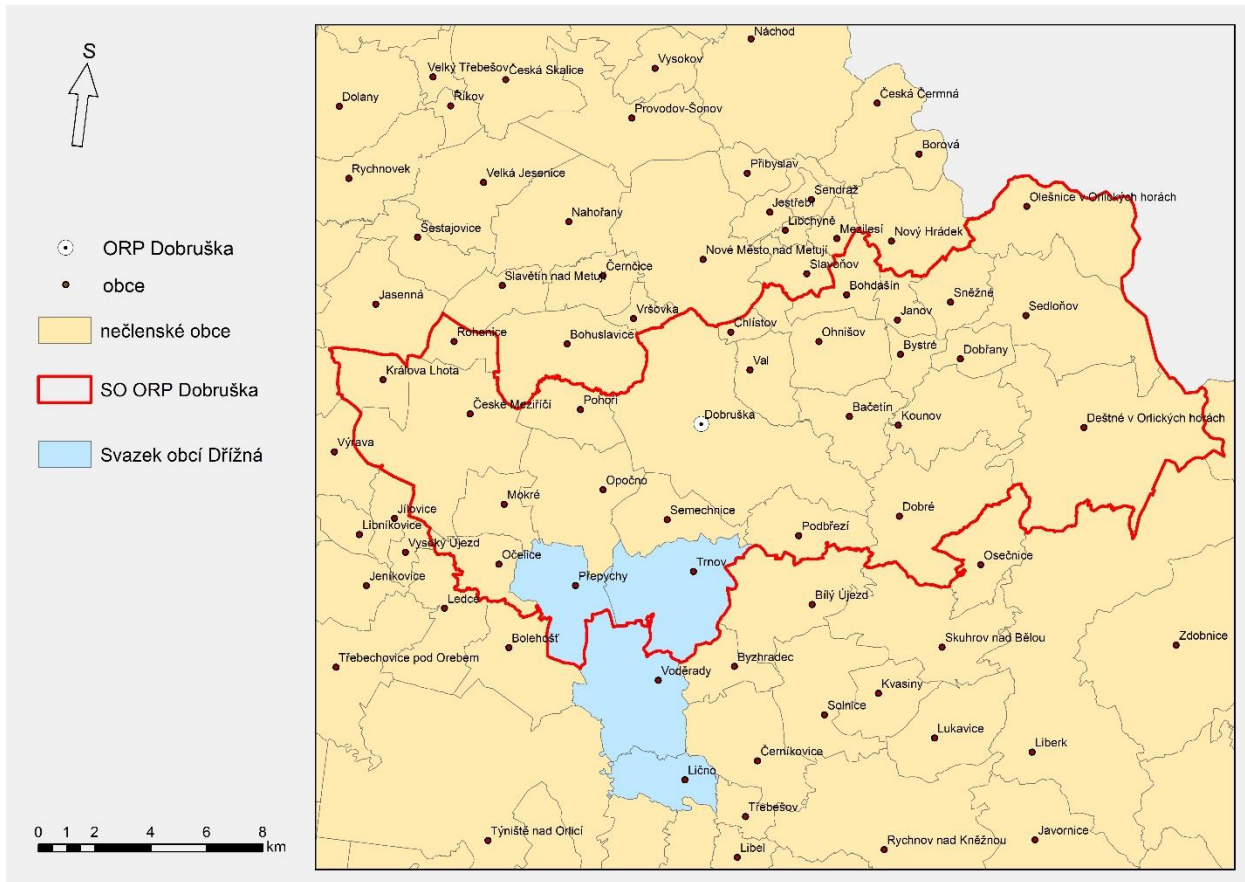 S
ORP Dobruška
obce
nečlenské obce
SO ORP Dobruška
Svazek obcí Dřížná
0 1 2 4 6 8
km
Náchod
Vysokov
Velký Třebešov
Česká Skalice
Dolany
Říkov
Česká Čermná
Provodov-Šonov
Borová
Rychnovek
Velká Jesenice
Přibyslav
Sendraž
Olešnice v Orlických horách
Jestřebí
Libchyně
Nahořany
Šestajovice
Mezilesí
Nový Hrádek
Nové Město nad Metují
Slavoňov
Černčice
Slavětín nad Metují
Bohdašín
Sněžné
Jasenná
Sedloňov
Vršovka
Janov
Chlístov
Rohenice
Bohuslavice
Ohnišov
Bystré
Dobřany
Val
Králova Lhota
České Meziříčí
Pohoří
Dobruška
Bačetín
Kounov
Deštné v Orlických horách
Výrava
Opočno
Mokré
Jílovice
Semechnice
Dobré
Libníkovice
Podbřezí
Vysoký Újezd
Očelice
Osečnice
Trnov
Jeníkovice
Přepychy
Ledce
Bílý Újezd
Bolehošť
Skuhrov nad Bělou
Zdobnice
Třebechovice pod Orebem
Byzhradec
Voděrady
Kvasiny
Solnice
Lukavice
Liberk
Černíkovice
Lično
Třebešov
Týniště nad Orlicí
Rychnov nad Kněžnou
Javornice
Libel